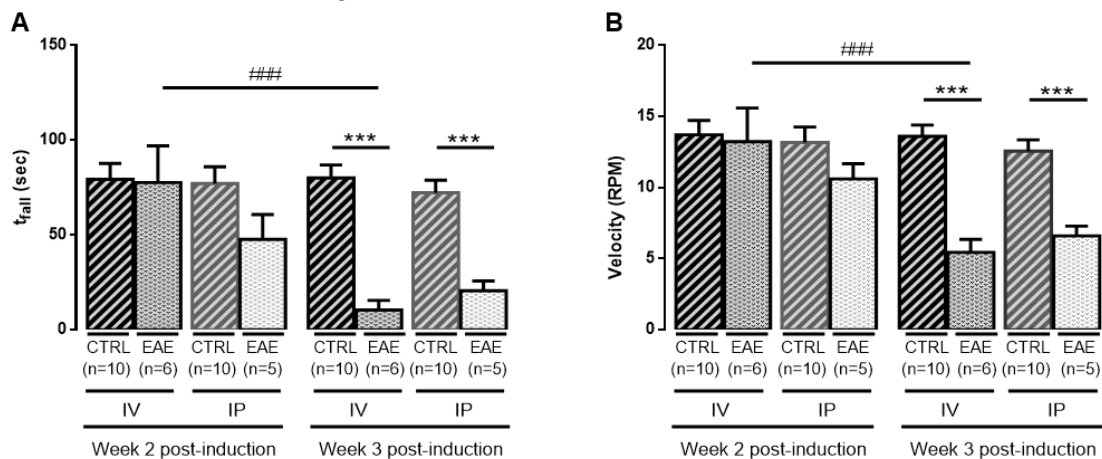 A
B
t_fall (sec)
150
100
50
0
####
***
***
CTRL EAE CTRL EAE CTRL EAE CTRL EAE
(n=10) (n=6) (n=10) (n=5) (n=10) (n=6) (n=10) (n=5)
IV IP IV IP
Week 2 post-induction Week 3 post-induction
Velocity (RPM)
20
15
10
5
0
####
***
***
CTRL EAE CTRL EAE CTRL EAE CTRL EAE
(n=10) (n=6) (n=10) (n=5) (n=10) (n=6) (n=10) (n=5)
IV IP IV IP
Week 2 post-induction Week 3 post-induction